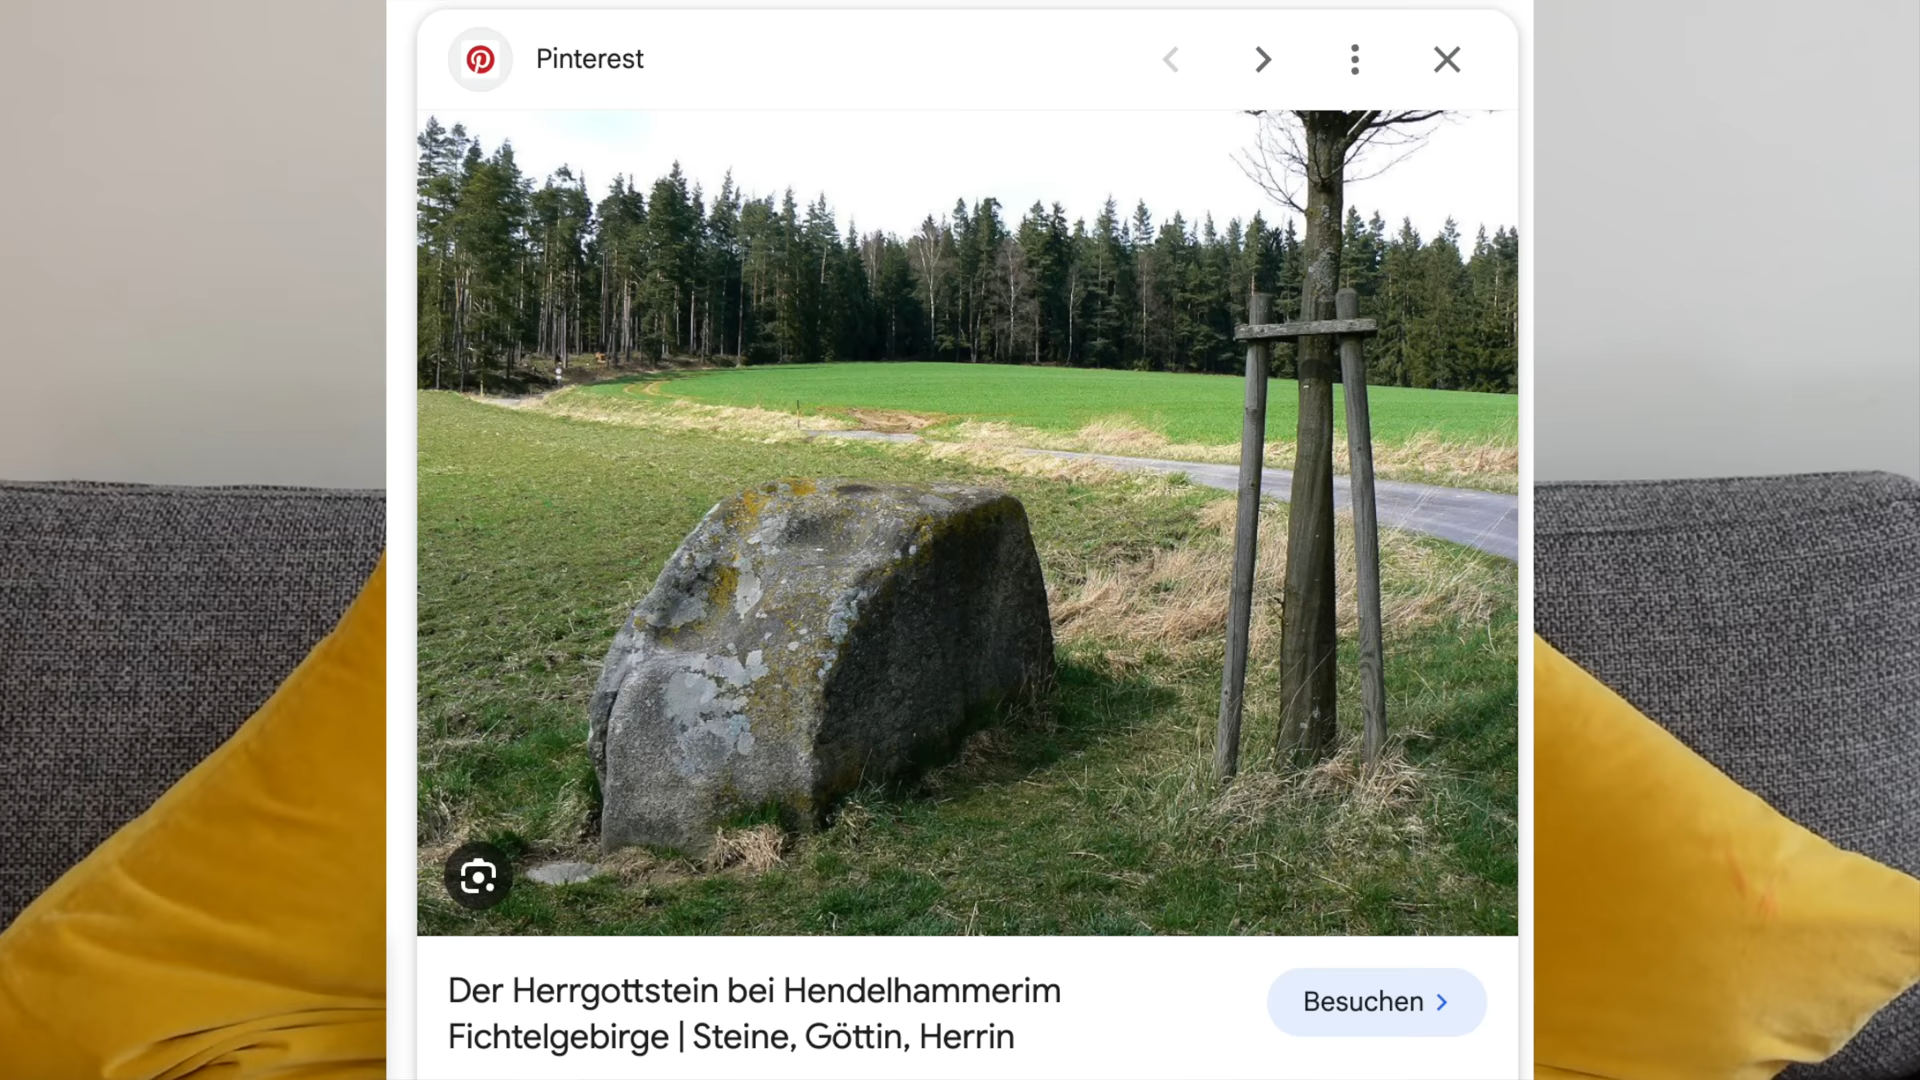 Pinterest
Der Herrgottstein bei Hendelhammerim
Fichtelgebirge | Steine, Göttin, Herrin
Besuchen